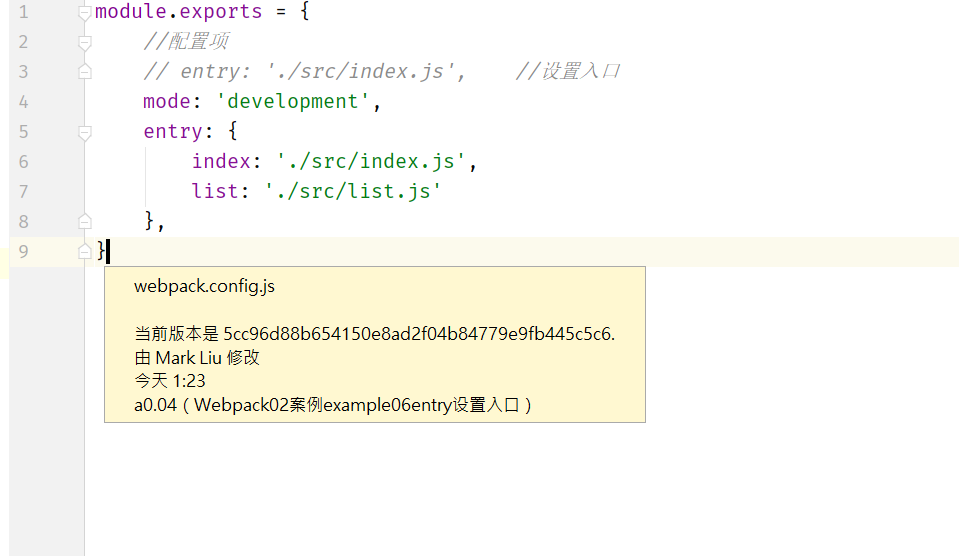 1 module.exports = {
2 //配置项
3 // entry: './src/index.js', //设置入口
4 mode: 'development',
5 entry: {
6 index: './src/index.js',
7 list: './src/list.js'
8 },
9 }
webpack.config.js
当前版本是 5cc96d88b654150e8ad2f04b84779e9fb445c5c6.
由 Mark Liu 修改
今天 1:23
a0.04（Webpack02案例example06entry设置入口）